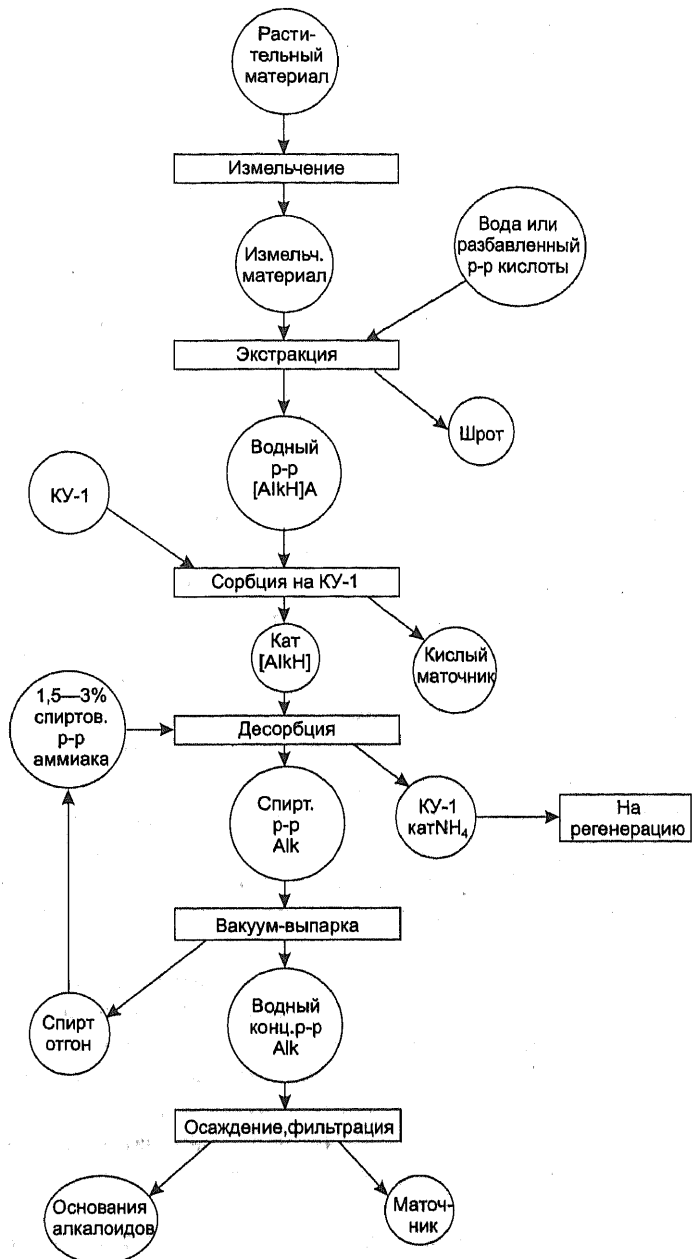 Расти-
тельный
материал
Измельчение
Измельч.
материал
Вода или
разбавленный
р-р кислоты
Экстракция
Шрот
Водный
р-р
[AlkH]A
КУ-1
Сорбция на КУ-1
Кат
[AlkH]
Кислый
маточник
1,5—3%
спиртов.
р-р
аммиака
Десорбция
Спирт.
р-р
Alk
КУ-1
катNH₄
На
регенерацию
Вакуум-выпарка
Спирт
отгон
Водный
конц.р-р
Alk
Осаждение,фильтрация
Основания
алкалоидов
Маточ-
ник